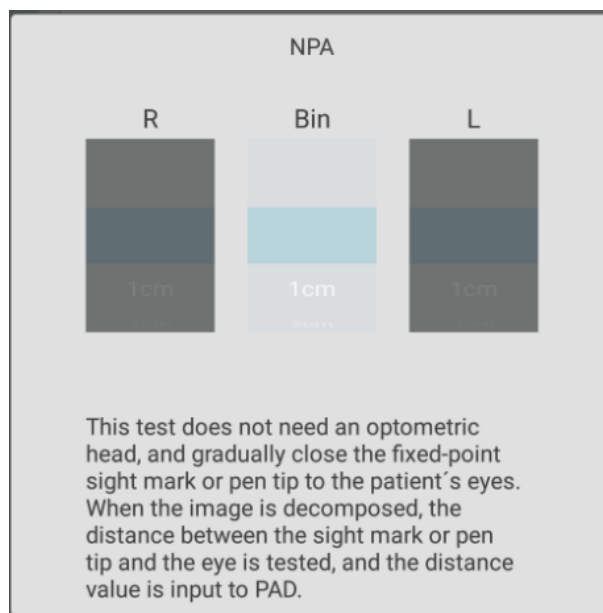 NPA
R Bin L
1cm 1cm 1cm
2cm
This test does not need an optometric
head, and gradually close the fixed-point
sight mark or pen tip to the patient´s eyes.
When the image is decomposed, the
distance between the sight mark or pen
tip and the eye is tested, and the distance
value is input to PAD.